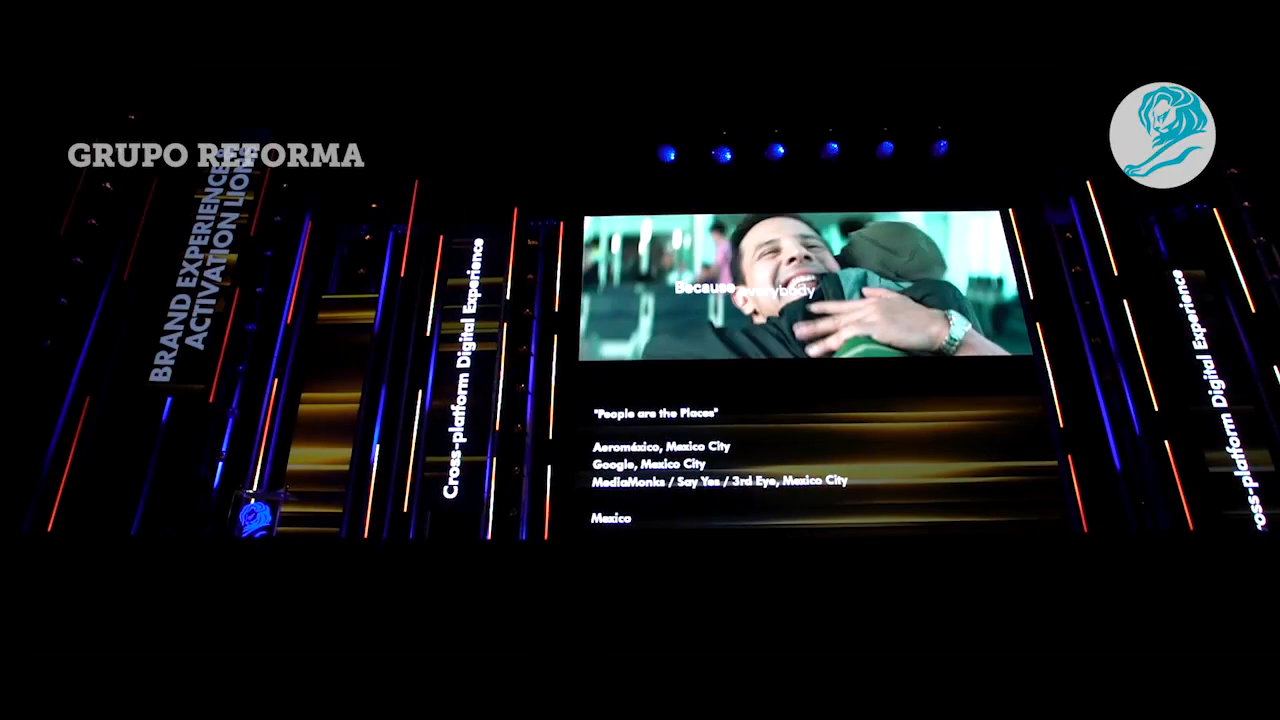 GRUPO REFORMA
BRAND EXPERIENCE &
ACTIVATION LIONS
Cross-platform Digital Experience
Because everybody
"People are the Places"
Aeroméxico, Mexico City
Google, Mexico City
MediaMonks / Say Yes / 3rd Eye, Mexico City
Mexico
Cross-platform Digital Experience